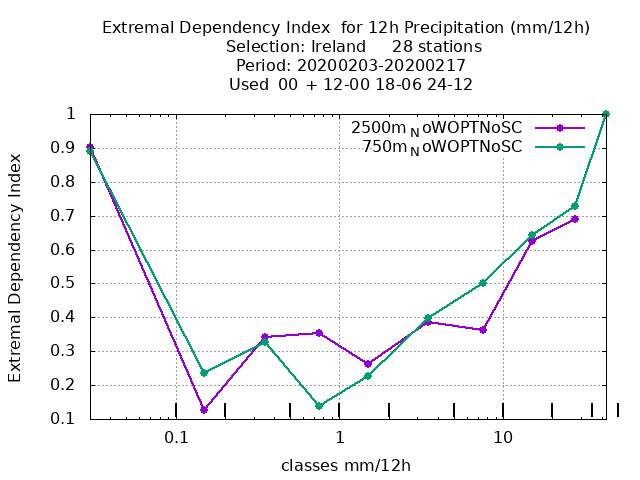 Extremal Dependency Index  for 12h Precipitation (mm/12h)
Selection: Ireland     28 stations
Period: 20200203-20200217
Used  00  + 12-00 18-06 24-12
2500m_NoWOPTNoSC
750m_NoWOPTNoSC
1
0.9
0.8
0.7
0.6
0.5
0.4
0.3
0.2
0.1
Extremal Dependency Index
0.1 1 10
classes mm/12h